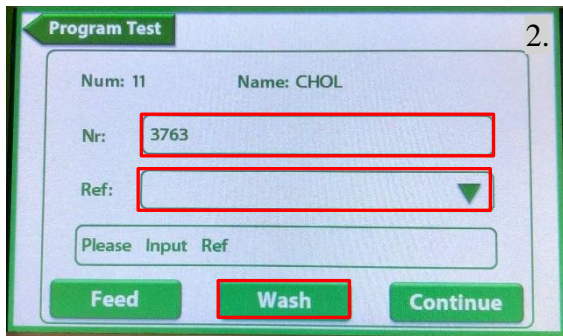 Program Test
2.
Num: 11 Name: CHOL
Nr: 3763
Ref:
Please Input Ref
Feed Wash Continue